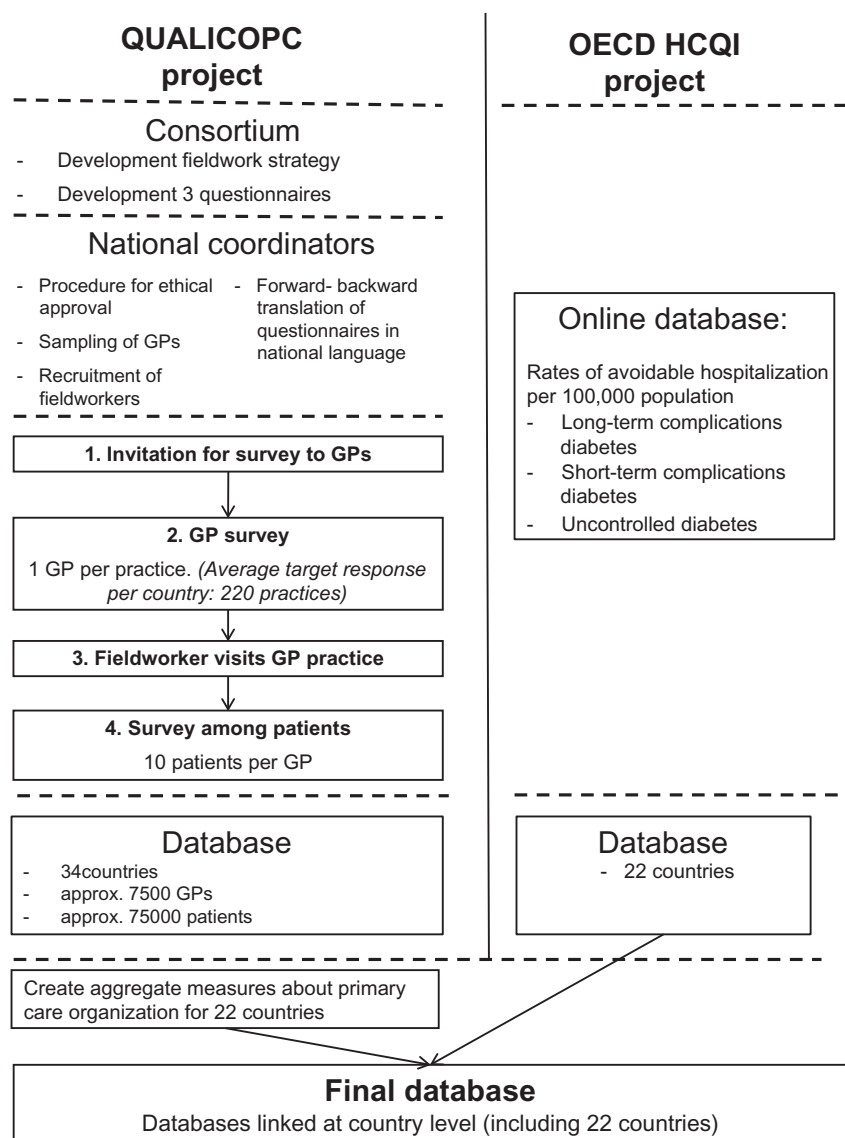 QUALICOPC
project
OECD HCQI
project
Consortium
- Development fieldwork strategy
- Development 3 questionnaires
National coordinators
- Procedure for ethical
approval
- Sampling of GPs
- Recruitment of
fieldworkers
- Forward- backward
translation of
questionnaires in
national language
Online database:
Rates of avoidable hospitalization
per 100,000 population
- Long-term complications
diabetes
- Short-term complications
diabetes
- Uncontrolled diabetes
1. Invitation for survey to GPs
2. GP survey
1 GP per practice. (Average target response
per country: 220 practices)
3. Fieldworker visits GP practice
4. Survey among patients
10 patients per GP
Database
- 34countries
- approx. 7500 GPs
- approx. 75000 patients
Database
- 22 countries
Create aggregate measures about primary
care organization for 22 countries
Final database
Databases linked at country level (including 22 countries)